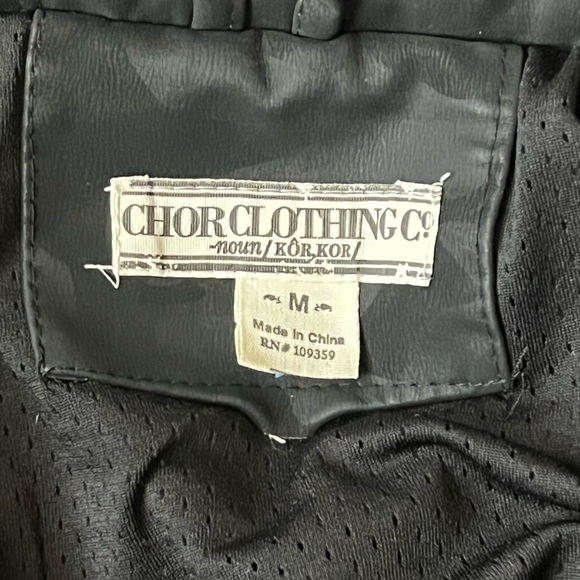 CHOR CLOTHING Cº
noun/KÔR,KOR/
M
Made In China
RN# 109359